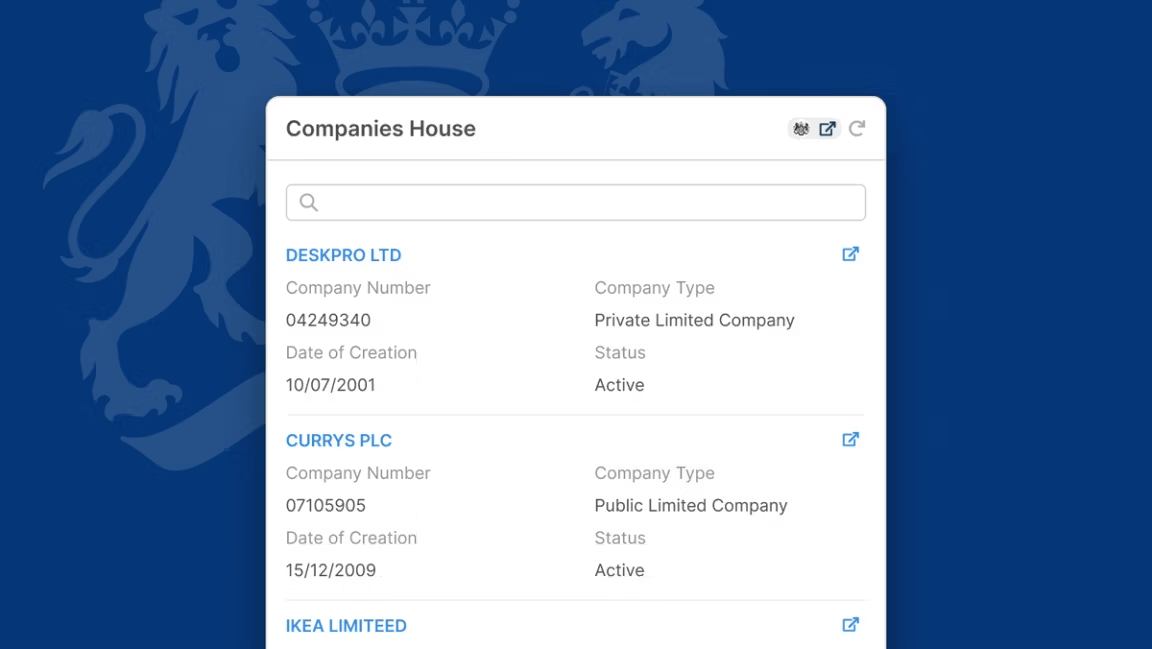 Companies House
DESKPRO LTD
Company Number Company Type
04249340 Private Limited Company
Date of Creation Status
10/07/2001 Active
CURRYS PLC
Company Number Company Type
07105905 Public Limited Company
Date of Creation Status
15/12/2009 Active
IKEA LIMITEED